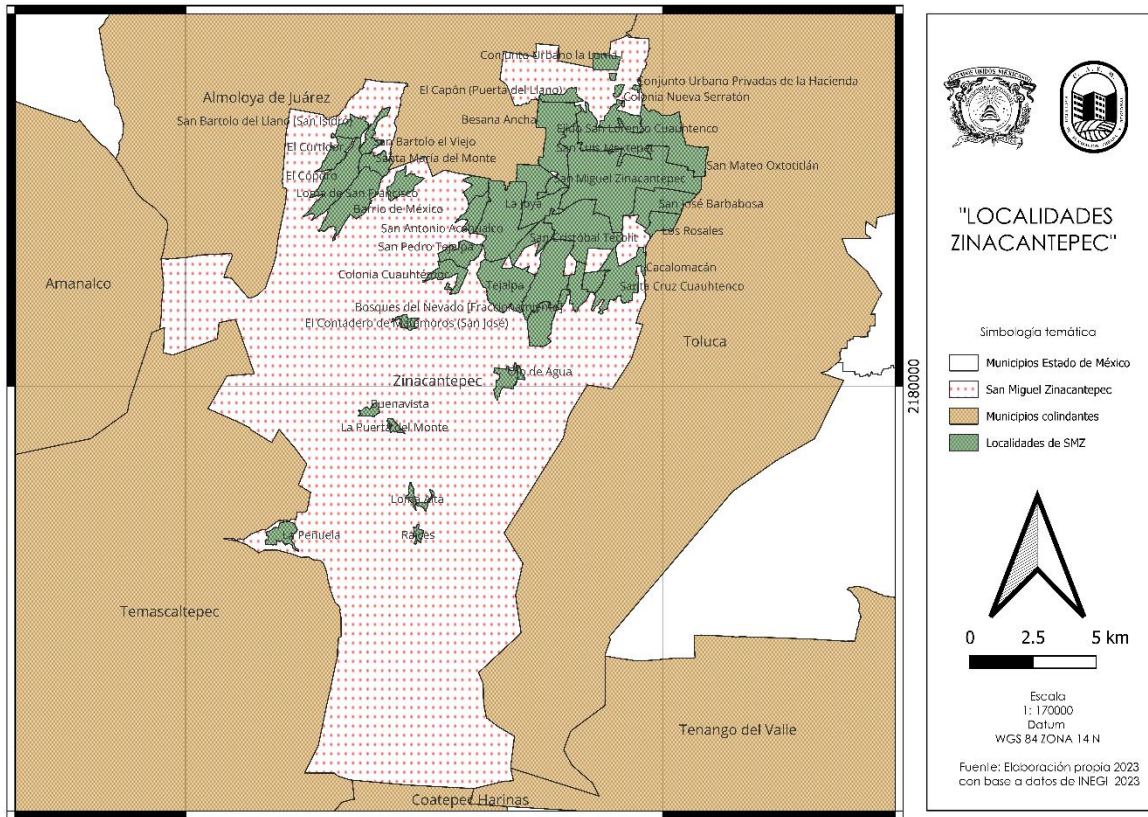 Conjunto Urbano la Loma
Conjunto Urbano Privadas de la Hacienda
El Capón (Puerta del Llano)
Colonia Nueva Serratón
Almoloya de Juárez
San Bartolo del Llano (San Isidro)
Besana Ancha
Ejido San Lorenzo Cuauhtenco
El Curtidor
San Bartolo el Viejo
San Luis Mextepec
Santa María del Monte
San Mateo Oxtotitlán
El Cóporo
San Miguel Zinacantepec
Loma de San Francisco
La Joya
Barrio de México
San José Barbabosa
San Antonio Acahualco
San Cristóbal Tecolit
Los Rosales
San Pedro Tejalpa
Cacalomacán
Colonia Cuauhtémoc
Tejalpa
Santa Cruz Cuauhtenco
Amanalco
Bosques del Nevado [Fraccionamiento]
El Contadero de Matamoros (San José)
Toluca
Ojo de Agua
Zinacantepec
Buenavista
La Puerta del Monte
Loma Alta
La Peñuela
Raíces
Temascaltepec
Tenango del Valle
Coatepec Harinas
2180000
ESTADOS UNIDOS MEXICANOS
"LOCALIDADES
ZINACANTEPEC"
Simbología temática
Municipios Estado de México
San Miguel Zinacantepec
Municipios colindantes
Localidades de SMZ
0 2.5 5 km
Escala
1: 170000
Datum
WGS 84 ZONA 14 N
Fuente: Elaboración propia 2023
con base a datos de INEGI 2023